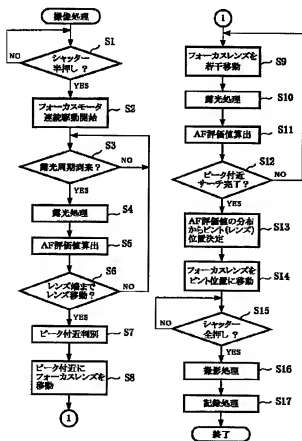 撮像処理
S1
シャッター
半押し?
NO
YES
フォーカスモータ
連続駆動開始
S2
S3
露光周期到来?
NO
YES
露光処理
S4
AF評価値算出
S5
S6
レンズ端まで
レンズ移動?
NO
YES
ピーク付近判別
S7
ピーク付近に
フォーカスレンズを
移動
S8
1
1
フォーカスレンズを
若干移動
S9
露光処理
S10
AF評価値算出
S11
S12
ピーク付近
サーチ完了?
NO
YES
AF評価値の分布
からピント(レンズ)
位置決定
S13
フォーカスレンズを
ピント位置に移動
S14
S15
シャッター
全押し?
NO
YES
撮影処理
S16
記録処理
S17
終了